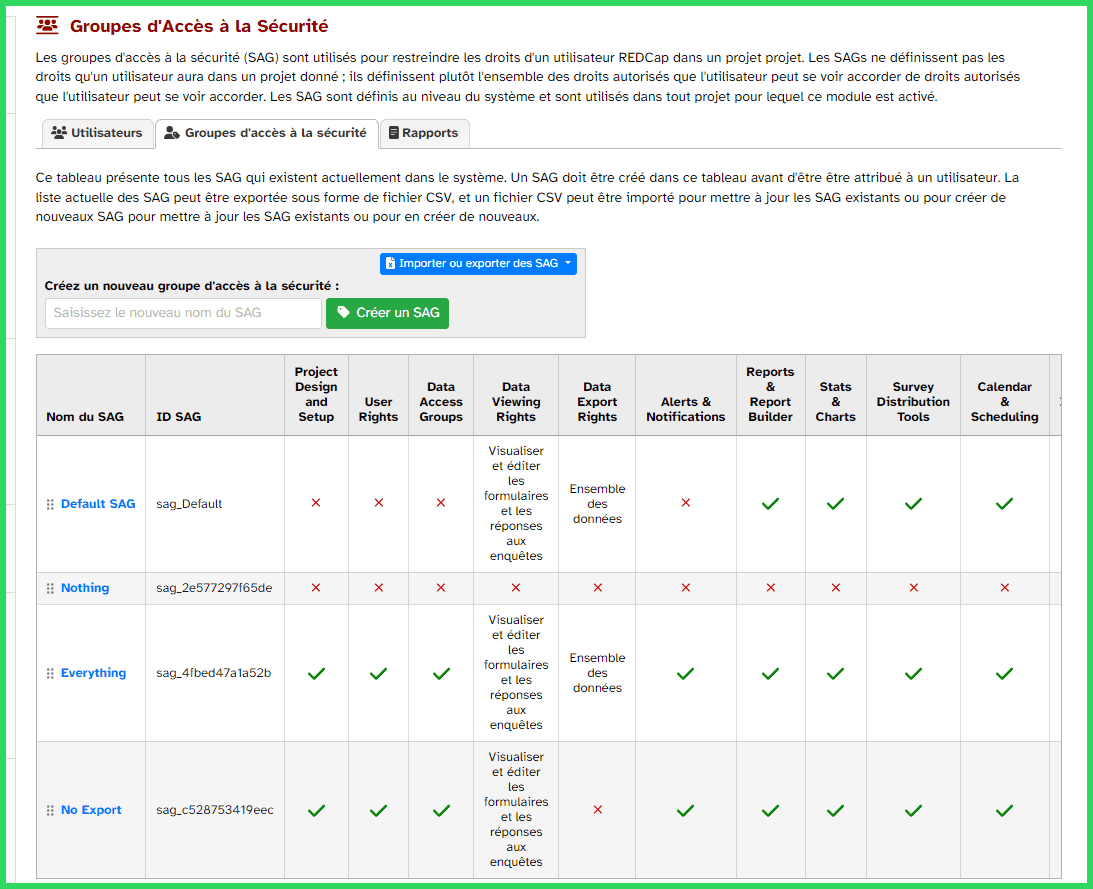 Groupes d'Accès à la Sécurité
Les groupes d'accès à la sécurité (SAG) sont utilisés pour restreindre les droits d'un utilisateur REDCap dans un projet projet. Les SAGs ne définissent pas les
droits qu'un utilisateur aura dans un projet donné ; ils définissent plutôt l'ensemble des droits autorisés que l'utilisateur peut se voir accorder de droits autorisés
que l'utilisateur peut se voir accorder. Les SAG sont définis au niveau du système et sont utilisés dans tout projet pour lequel ce module est activé.
Utilisateurs Groupes d'accès à la sécurité Rapports
Ce tableau présente tous les SAG qui existent actuellement dans le système. Un SAG doit être créé dans ce tableau avant d'être être attribué à un utilisateur. La
liste actuelle des SAG peut être exportée sous forme de fichier CSV, et un fichier CSV peut être importé pour mettre à jour les SAG existants ou pour créer de
nouveaux SAG pour mettre à jour les SAG existants ou pour en créer de nouveaux.
Importer ou exporter des SAG
Créez un nouveau groupe d'accès à la sécurité :
Saisissez le nouveau nom du SAG Créer un SAG
Nom du SAG
ID SAG
Project
Design
and
Setup
User
Rights
Data
Access
Groups
Data
Viewing
Rights
Data
Export
Rights
Alerts &
Notifications
Reports
&
Report
Builder
Stats
&
Charts
Survey
Distribution
Tools
Calendar
&
Scheduling
Default SAG
sag_Default
Visualiser
et éditer
les
formulaires
et les
réponses
aux
enquêtes
Ensemble
des
données
Nothing
sag_2e577297f65de
Everything
sag_4fbed47a1a52b
Visualiser
et éditer
les
formulaires
et les
réponses
aux
enquêtes
Ensemble
des
données
No Export
sag_c528753419eec
Visualiser
et éditer
les
formulaires
et les
réponses
aux
enquêtes